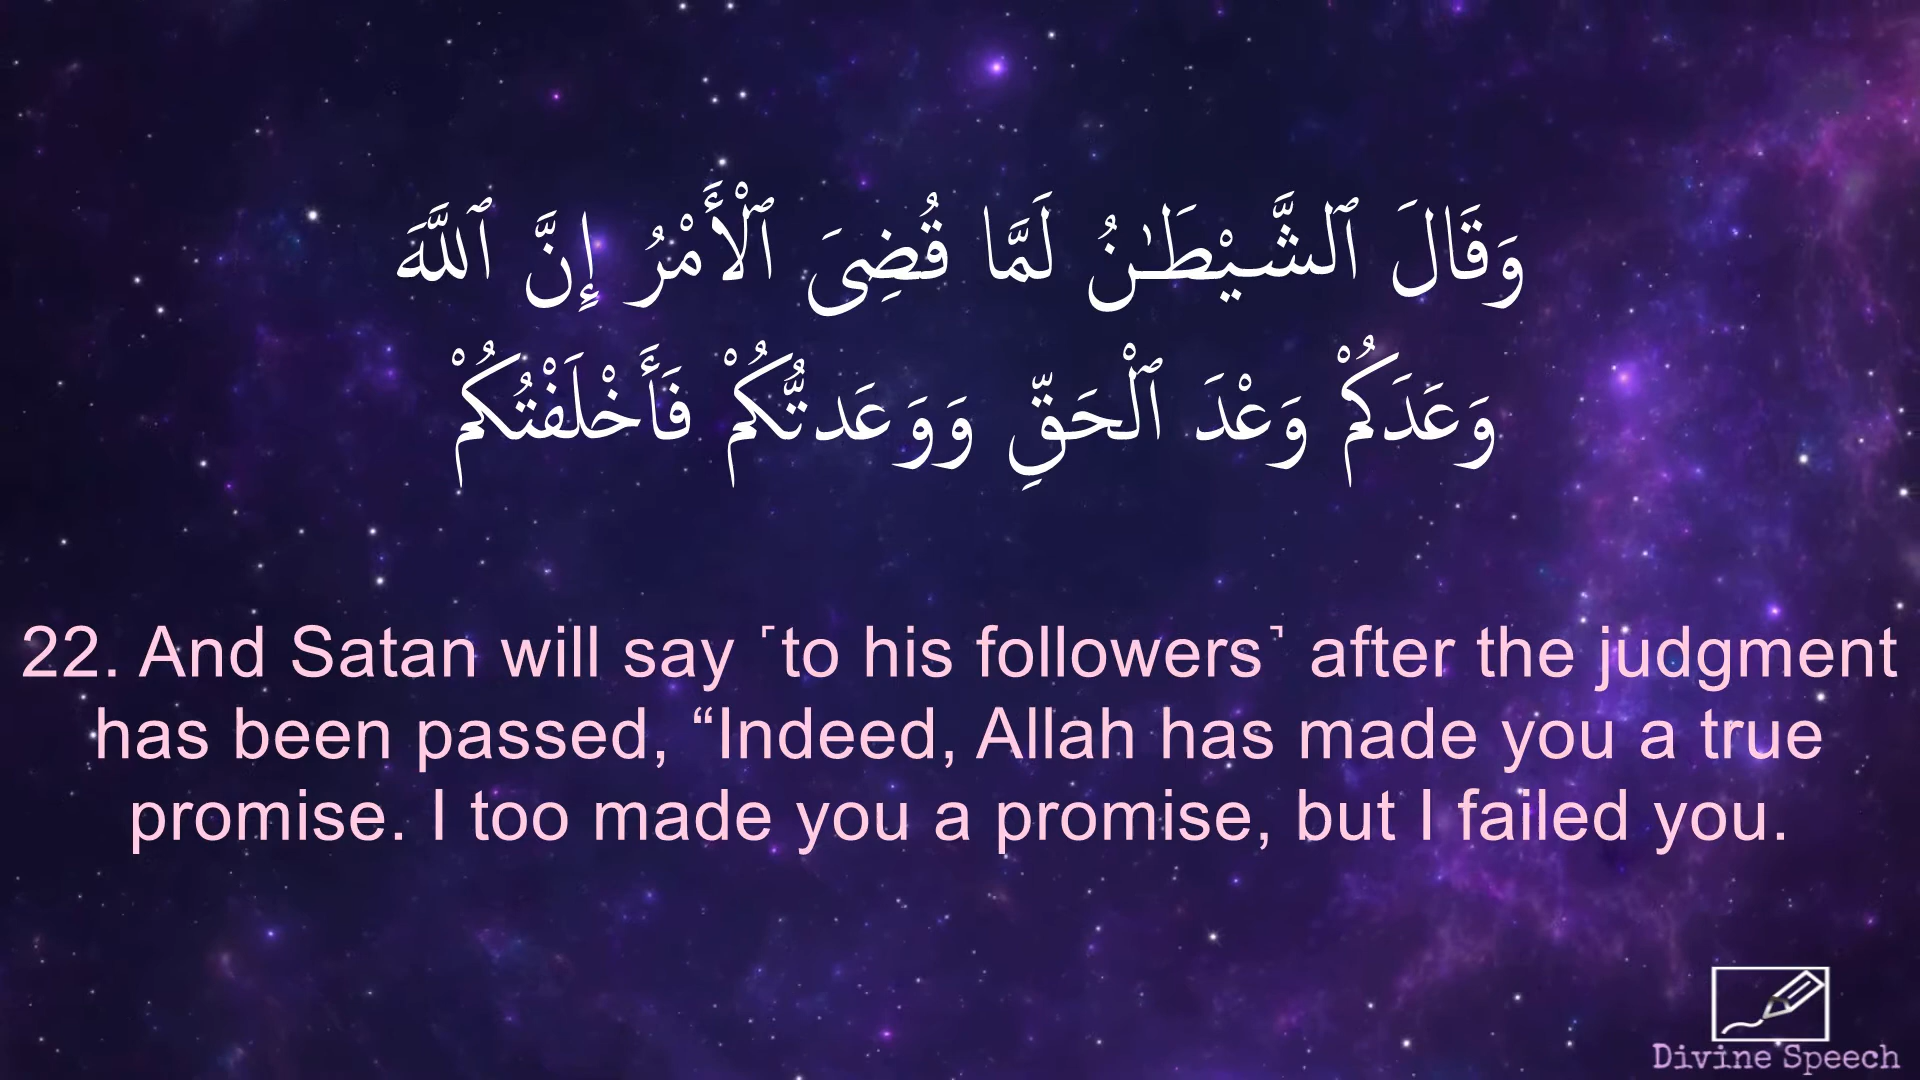 وَقَالَ ٱلشَّيْطَـٰنُ لَمَّا قُضِىَ ٱلْأَمْرُ إِنَّ ٱللَّهَ
وَعَدَكُمْ وَعْدَ ٱلْحَقِّ وَوَعَدتُّكُمْ فَأَخْلَفْتُكُمْ
22. And Satan will say ˹to his followers˺ after the judgment
has been passed, “Indeed, Allah has made you a true
promise. I too made you a promise, but I failed you.
Divine Speech